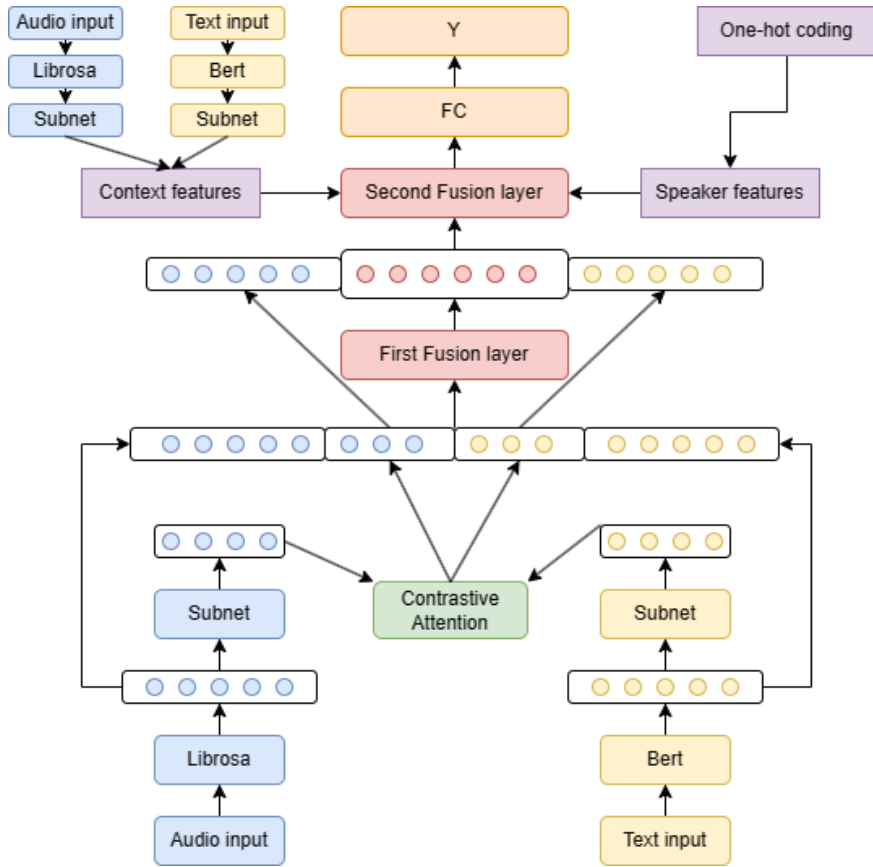 Audio input
Text input
Y
One-hot coding
Librosa
Bert
Subnet
Subnet
FC
Context features
Second Fusion layer
Speaker features
First Fusion layer
Subnet
Contrastive
Attention
Subnet
Librosa
Bert
Audio input
Text input